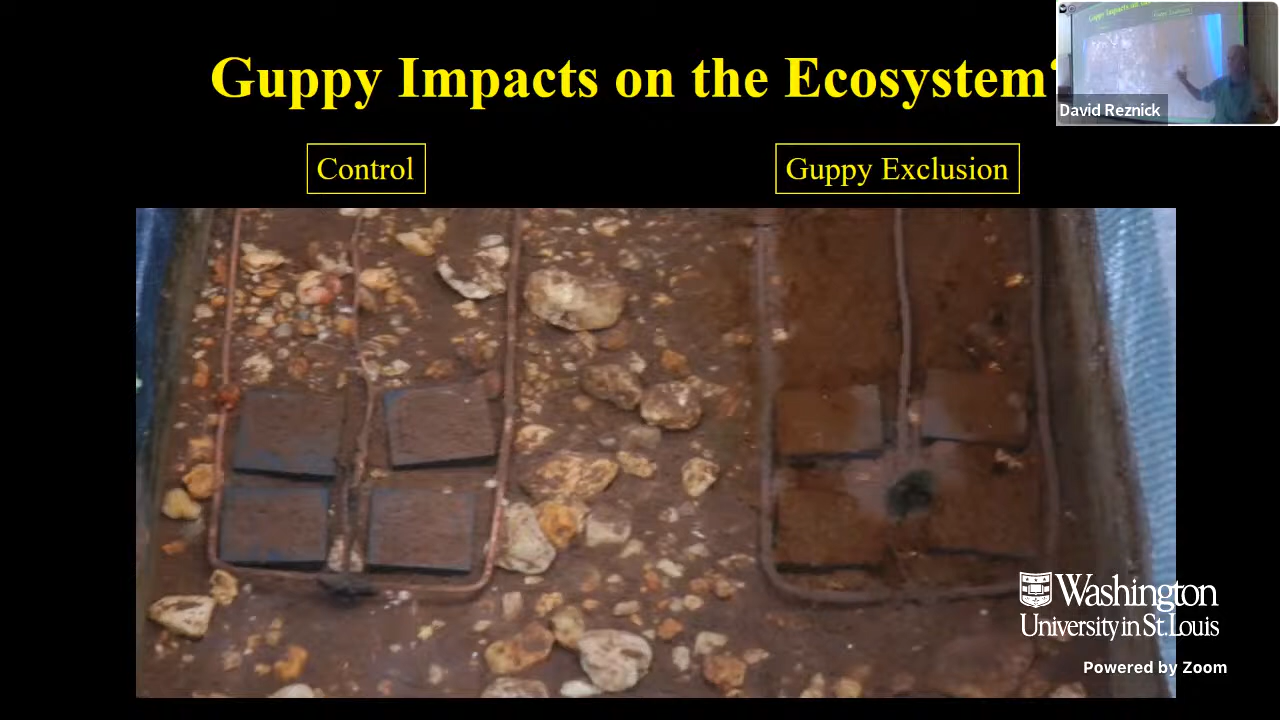 Guppy Impacts on the Ecosystem?
David Reznick
Control
Guppy Exclusion
Washington
University in St. Louis
Powered by Zoom